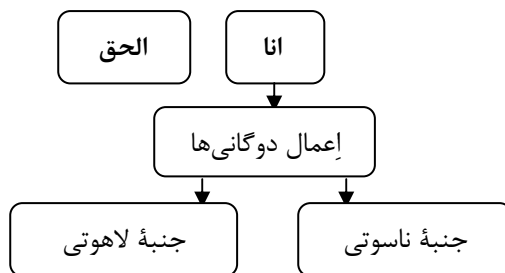 انا
الحق
اِعمال دوگانی‌ها
جنبهٔ ناسوتی
جنبهٔ لاهوتی